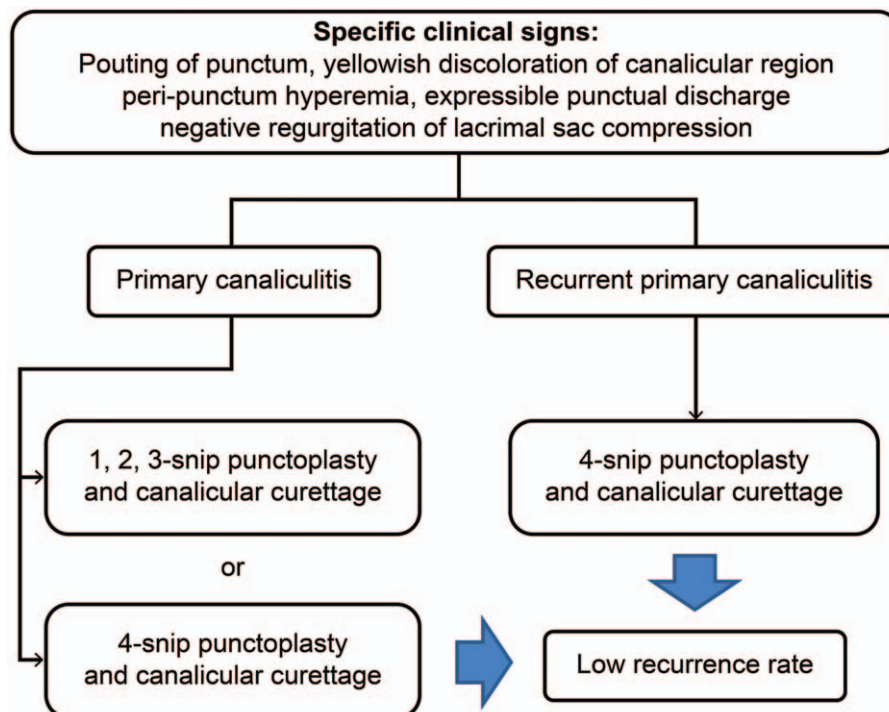 Specific clinical signs:
Pouting of punctum, yellowish discoloration of canalicular region
peri-punctum hyperemia, expressible punctual discharge
negative regurgitation of lacrimal sac compression
Primary canaliculitis
Recurrent primary canaliculitis
1, 2, 3-snip punctoplasty
and canalicular curettage
4-snip punctoplasty
and canalicular curettage
or
4-snip punctoplasty
and canalicular curettage
Low recurrence rate